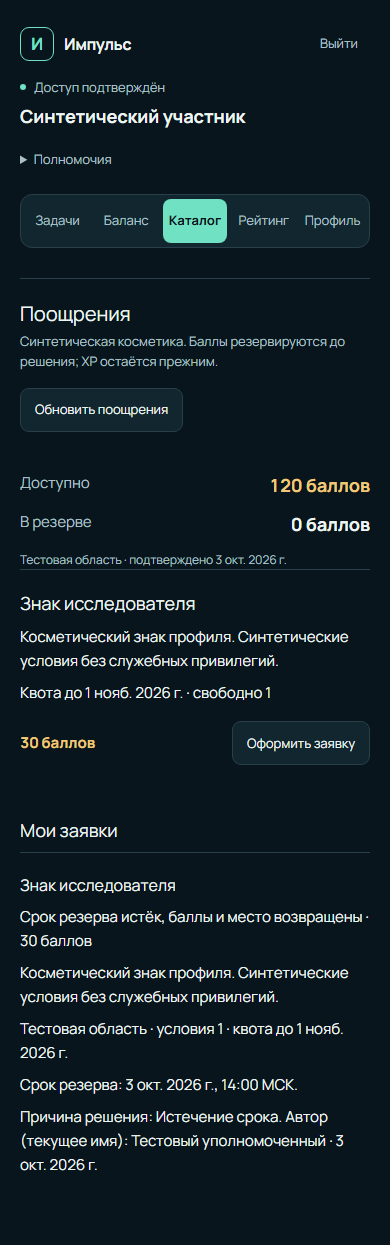 И Импульс Выйти
Доступ подтверждён
Синтетический участник
Полномочия
Задачи Баланс Каталог Рейтинг Профиль
Поощрения
Синтетическая косметика. Баллы резервируются до
решения; XP остаётся прежним.
Обновить поощрения
Доступно 120 баллов
В резерве 0 баллов
Тестовая область · подтверждено 3 окт. 2026 г.
Знак исследователя
Косметический знак профиля. Синтетические
условия без служебных привилегий.
Квота до 1 нояб. 2026 г. · свободно 1
30 баллов Оформить заявку
Мои заявки
Знак исследователя
Срок резерва истёк, баллы и место возвращены ·
30 баллов
Косметический знак профиля. Синтетические
условия без служебных привилегий.
Тестовая область · условия 1 · квота до 1 нояб.
2026 г.
Срок резерва: 3 окт. 2026 г., 14:00 МСК.
Причина решения: Истечение срока. Автор
(текущее имя): Тестовый уполномоченный · 3
окт. 2026 г.